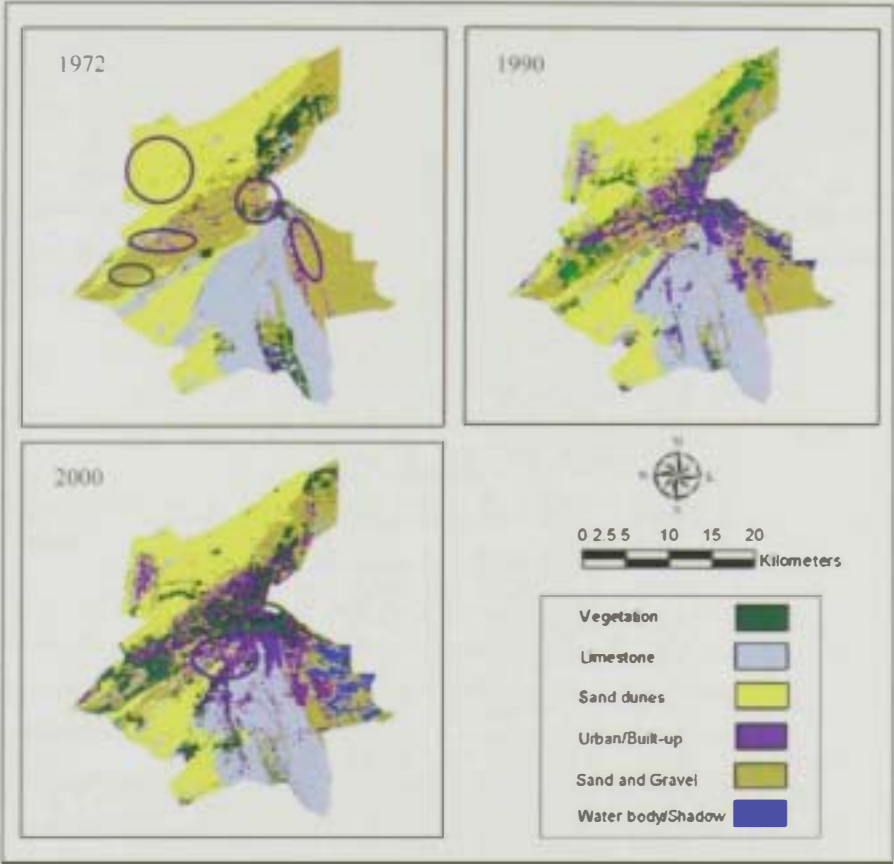 1972
1990
2000
N
S
0 2.5 5 10 15 20
Kilometers
Vegetation
Limestone
Sand dunes
Urban/Built-up
Sand and Gravel
Water body/Shadow